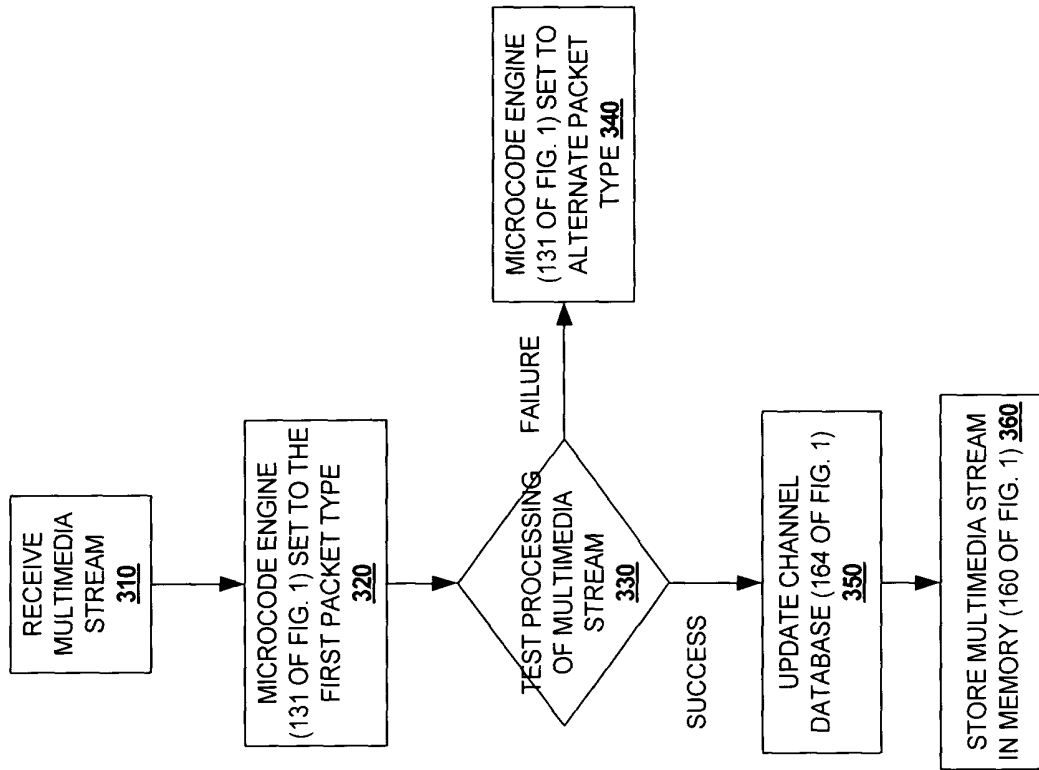 RECEIVE
MULTIMEDIA
STREAM
310
MICROCODE ENGINE
(131 OF FIG. 1) SET TO THE
FIRST PACKET TYPE
320
TEST PROCESSING
OF MULTIMEDIA
STREAM
330
FAILURE
MICROCODE ENGINE
(131 OF FIG. 1) SET TO
ALTERNATE PACKET
TYPE 340
SUCCESS
UPDATE CHANNEL
DATABASE (164 OF FIG. 1)
350
STORE MULTIMEDIA STREAM
IN MEMORY (160 OF FIG. 1) 360